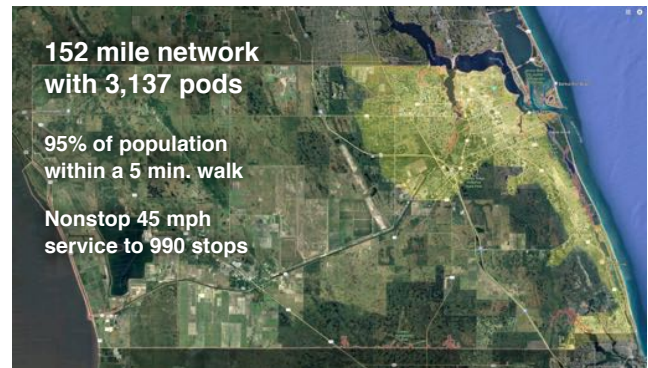 152 mile network
with 3,137 pods
95% of population
within a 5 min. walk
Nonstop 45 mph
service to 990 stops